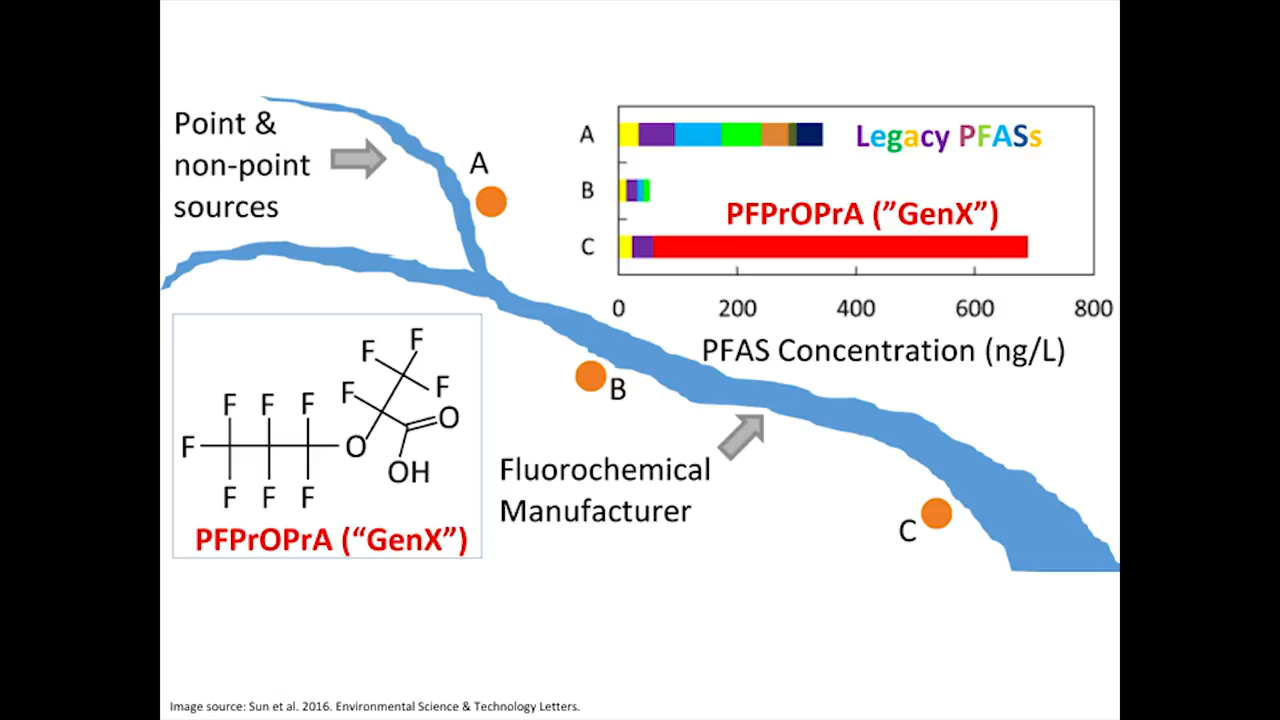 Point &
non-point
sources
A
B
Fluorochemical
Manufacturer
C
A
Legacy PFASs
B
PFPrOPrA (”GenX”)
C
0 200 400 600 800
PFAS Concentration (ng/L)
F
F
F
F
F F F
F
O
O
OH
F F F
PFPrOPrA (“GenX”)
Image source: Sun et al. 2016. Environmental Science & Technology Letters.